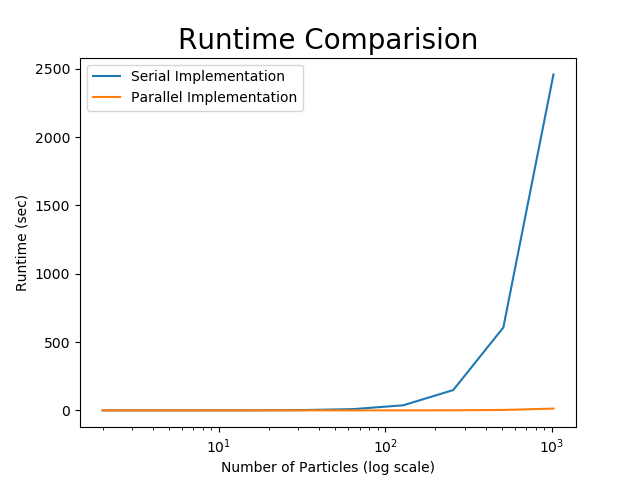 Runtime Comparision
Serial Implementation
Parallel Implementation
Runtime (sec)
2500
2000
1500
1000
500
0
10¹
10²
10³
Number of Particles (log scale)